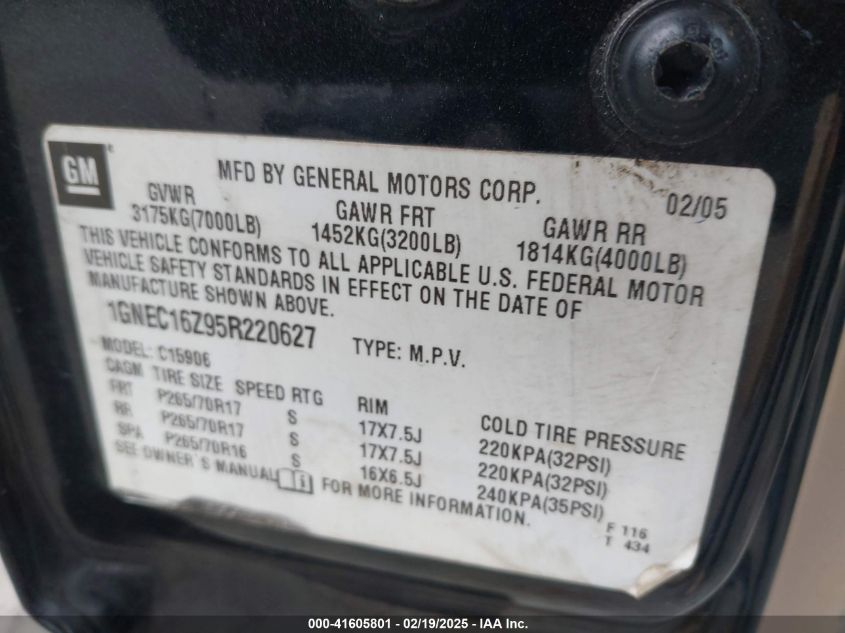 GM
MFD BY GENERAL MOTORS CORP. 02/05
GVWR GAWR FRT GAWR RR
3175KG(7000LB) 1452KG(3200LB) 1814KG(4000LB)
THIS VEHICLE CONFORMS TO ALL APPLICABLE U.S. FEDERAL MOTOR
VEHICLE SAFETY STANDARDS IN EFFECT ON THE DATE OF
MANUFACTURE SHOWN ABOVE.
1GNEC16Z95R220627 TYPE: M.P.V.
MODEL: C15906
CAGM TIRE SIZE SPEED RTG RIM COLD TIRE PRESSURE
FRT P265/70R17 S 17X7.5J 220KPA(32PSI)
RR P265/70R17 S 17X7.5J 220KPA(32PSI)
SPA P265/70R16 S 16X6.5J 240KPA(35PSI)
SEE OWNER'S MANUAL i FOR MORE INFORMATION.
F 116
T 434
000-41605801 / 02/19/2025 - Copyright IAA, Inc.